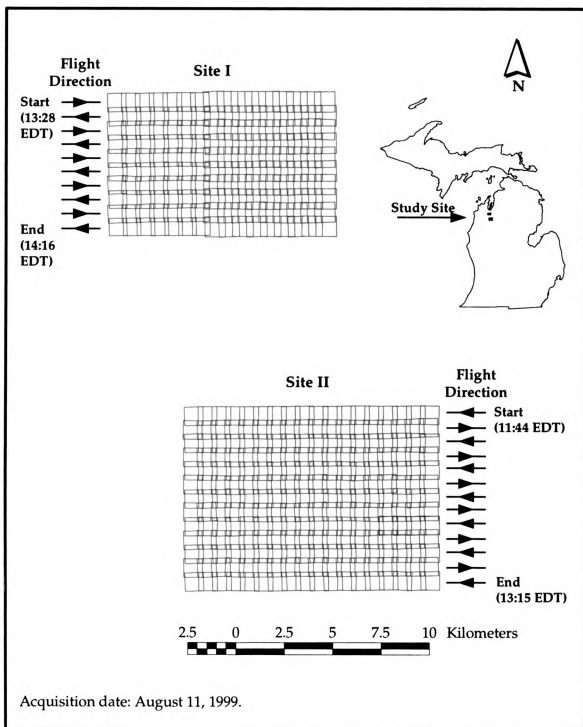 Flight
Direction
Site I
N
Start
(13:28
EDT)
Study Site
End
(14:16
EDT)
Site II
Flight
Direction
Start
(11:44 EDT)
End
(13:15 EDT)
2.5 0 2.5 5 7.5 10 Kilometers
Acquisition date: August 11, 1999.